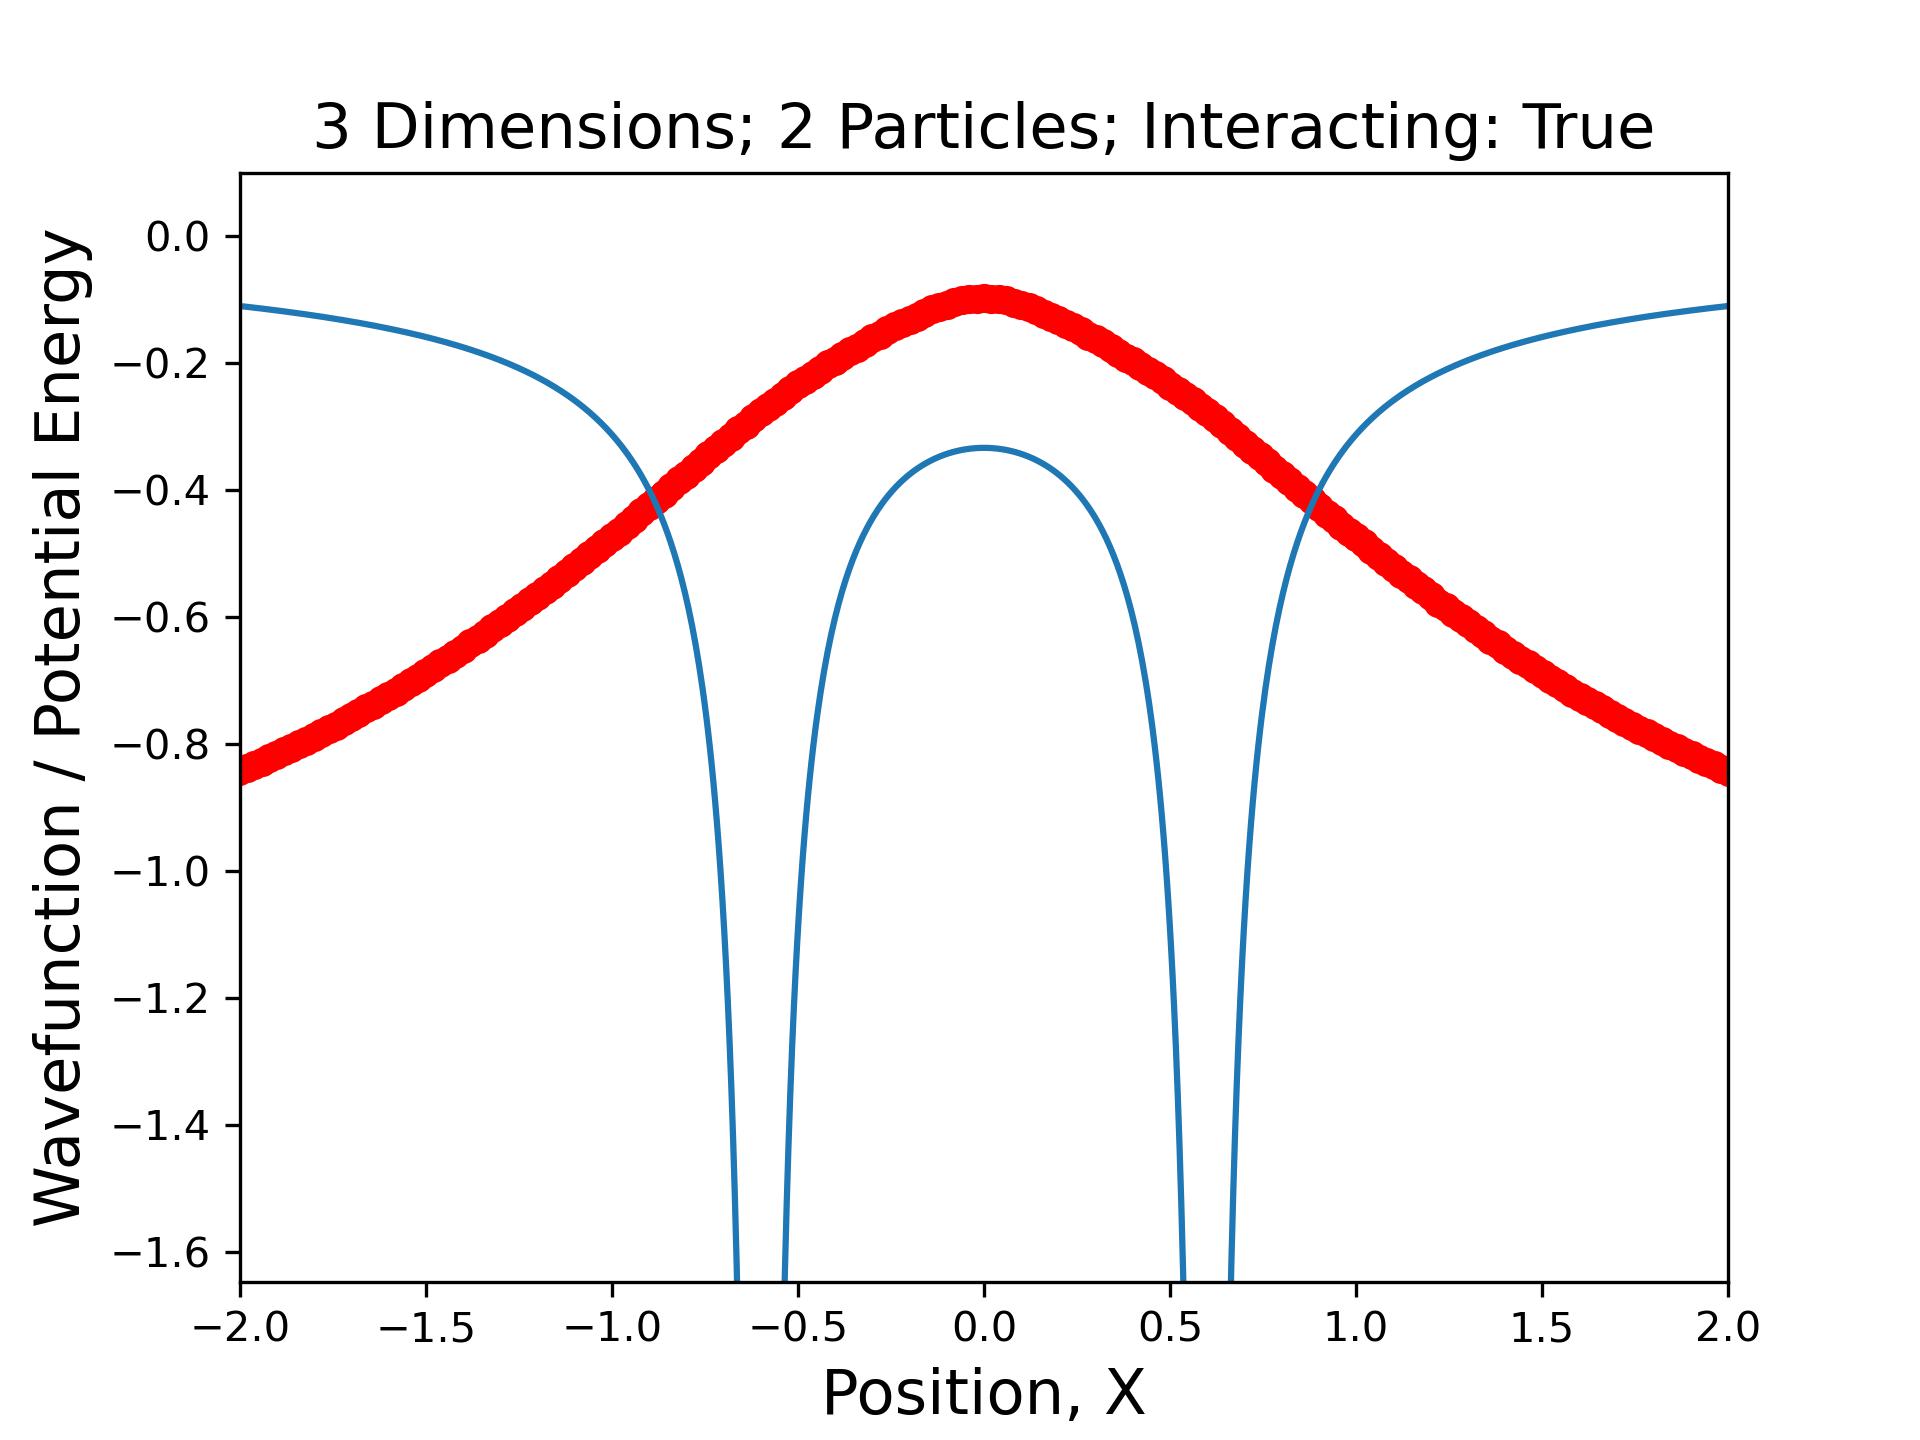 3 Dimensions; 2 Particles; Interacting: True
Wavefunction / Potential Energy
0.0
−0.2
−0.4
−0.6
−0.8
−1.0
−1.2
−1.4
−1.6
−2.0 −1.5 −1.0 −0.5 0.0 0.5 1.0 1.5 2.0
Position, X